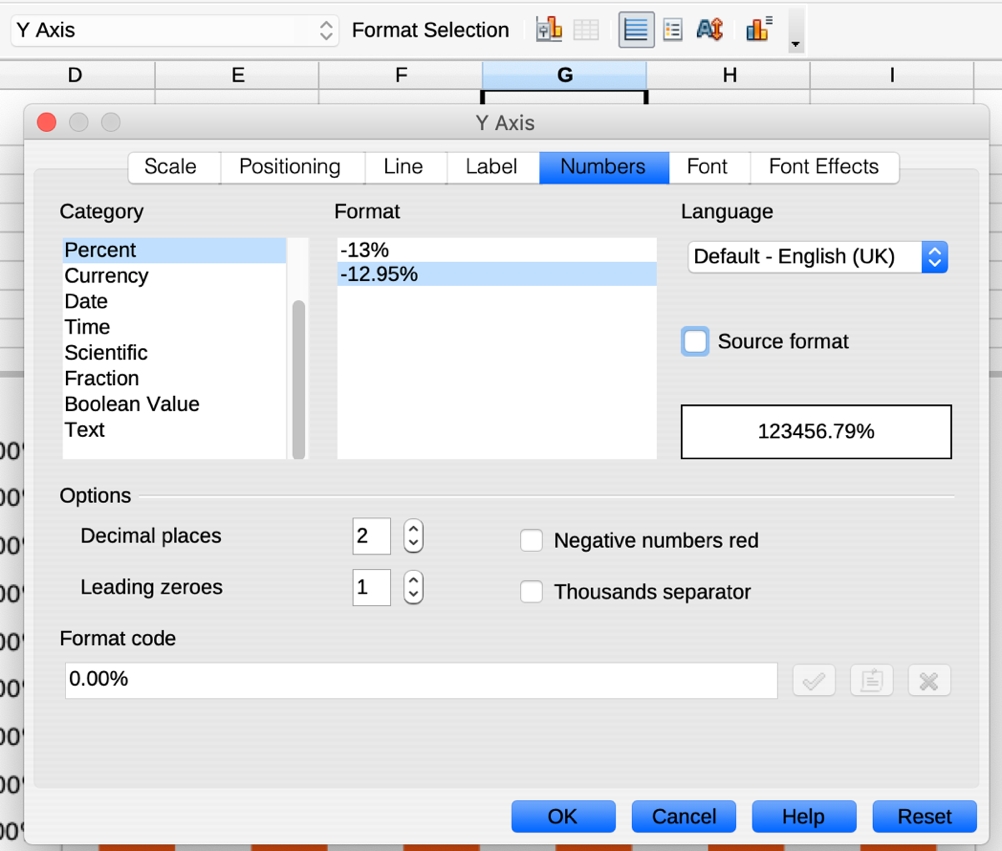 Y Axis Format Selection
D E F G H I
Y Axis
Scale Positioning Line Label Numbers Font Font Effects
Category Format Language
Percent
Currency
Date
Time
Scientific
Fraction
Boolean Value
Text
-13%
-12.95%
Default - English (UK)
Source format
123456.79%
Options
Decimal places 2 Negative numbers red
Leading zeroes 1 Thousands separator
Format code
0.00%
OK Cancel Help Reset